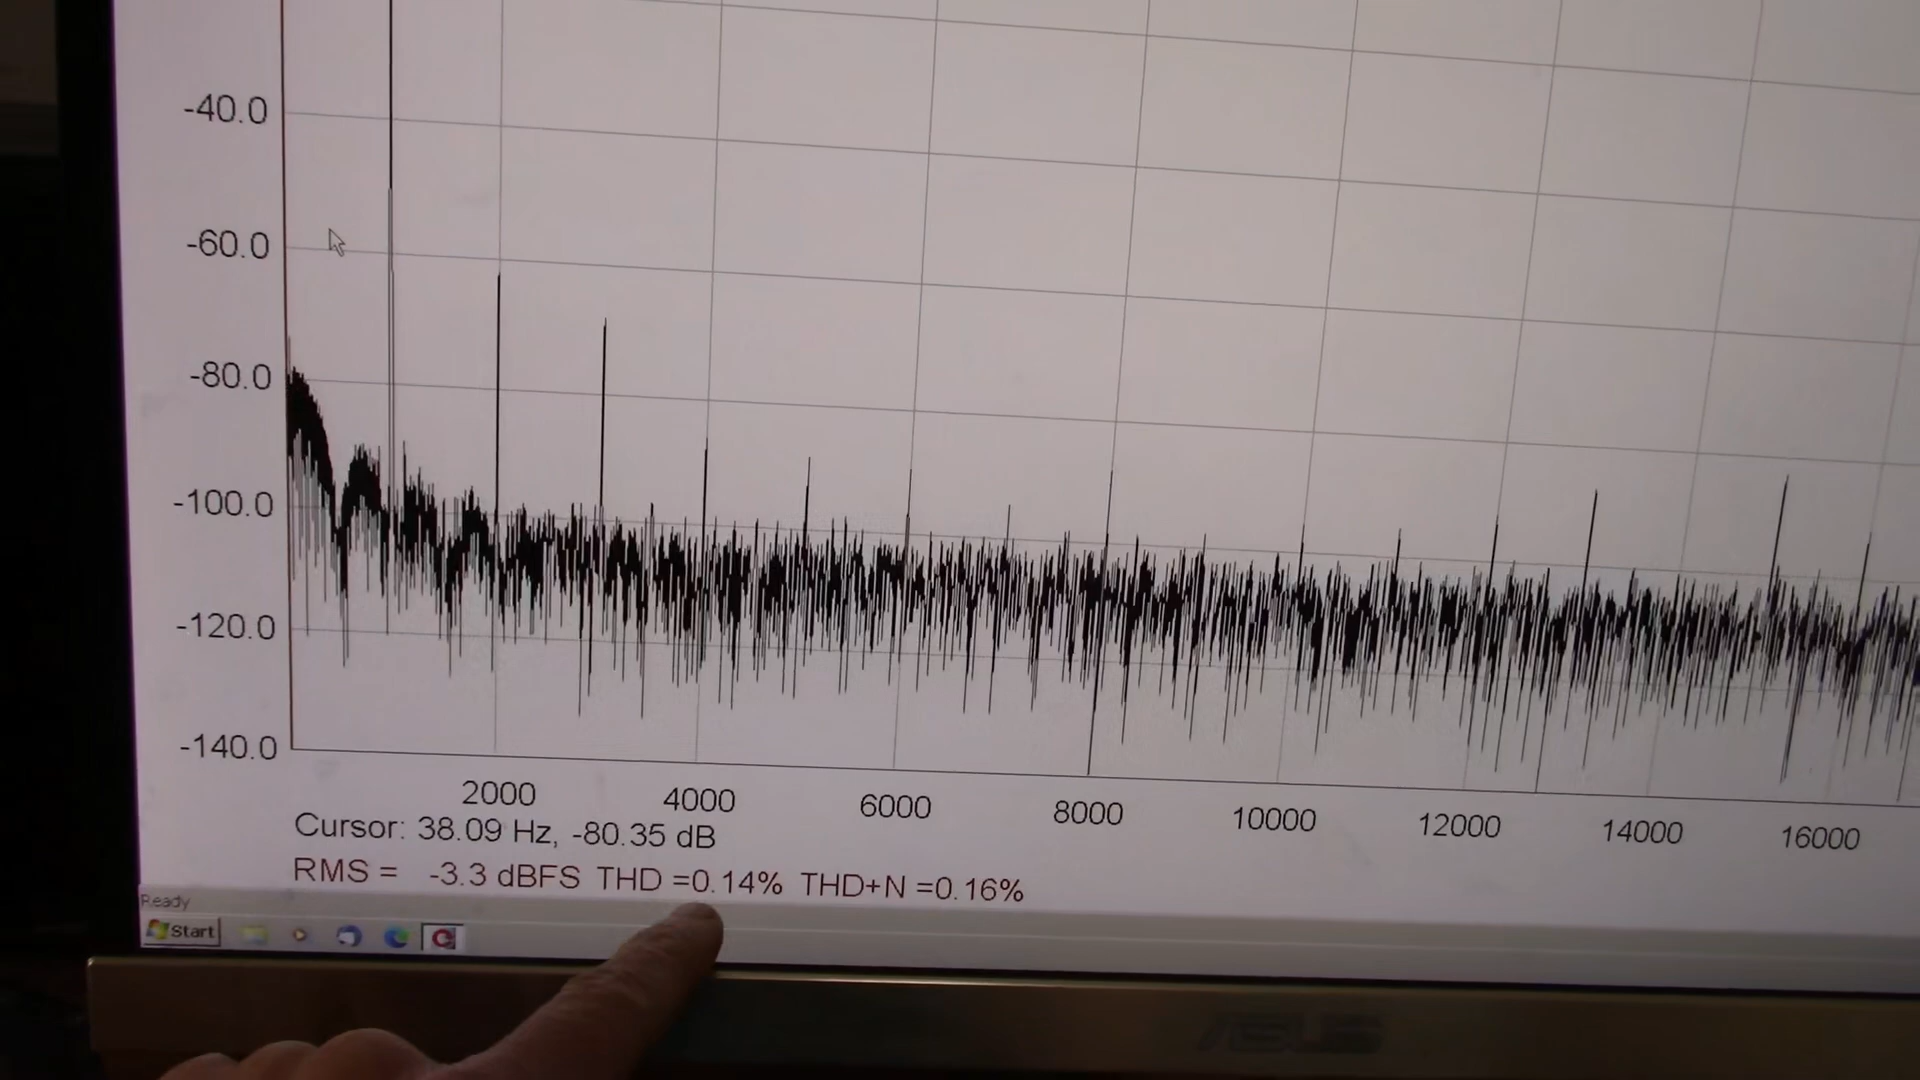 -40.0
-60.0
-80.0
-100.0
-120.0
-140.0
2000 4000 6000 8000 10000 12000 14000 16000
Cursor: 38.09 Hz, -80.35 dB
RMS = -3.3 dBFS THD =0.14% THD+N =0.16%
Ready
Start
ASUS